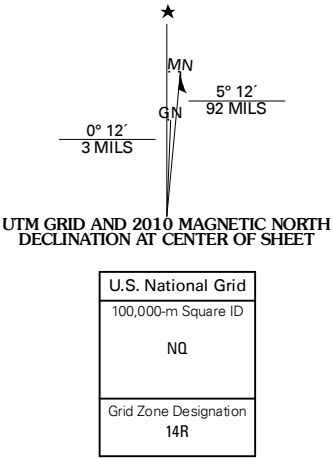 ★
MN
GN
5° 12´
92 MILS
0° 12´
3 MILS
UTM GRID AND 2010 MAGNETIC NORTH
DECLINATION AT CENTER OF SHEET
U.S. National Grid
100,000-m Square ID
NQ
Grid Zone Designation
14R